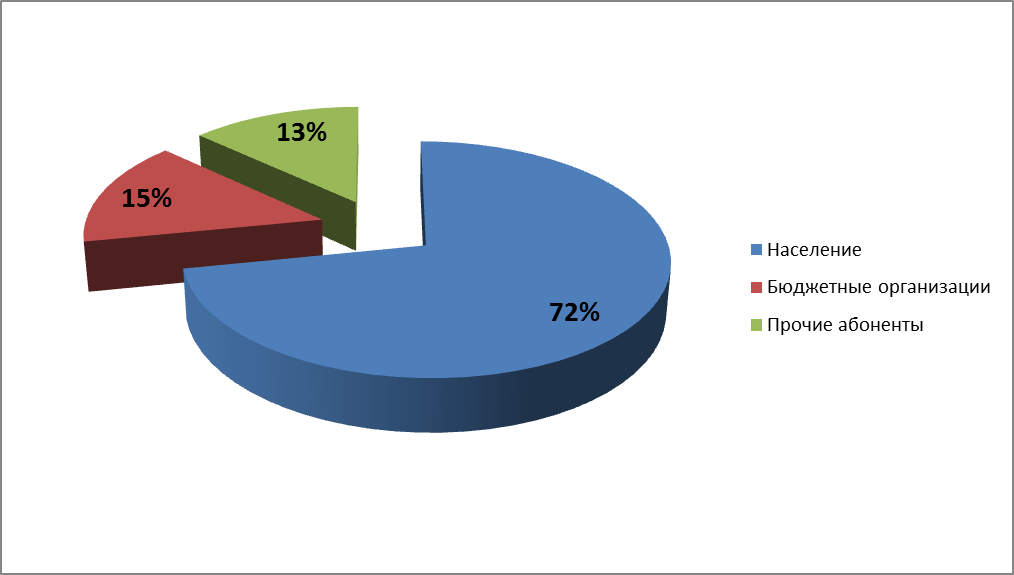 13%
15%
72%
Население
Бюджетные организации
Прочие абоненты